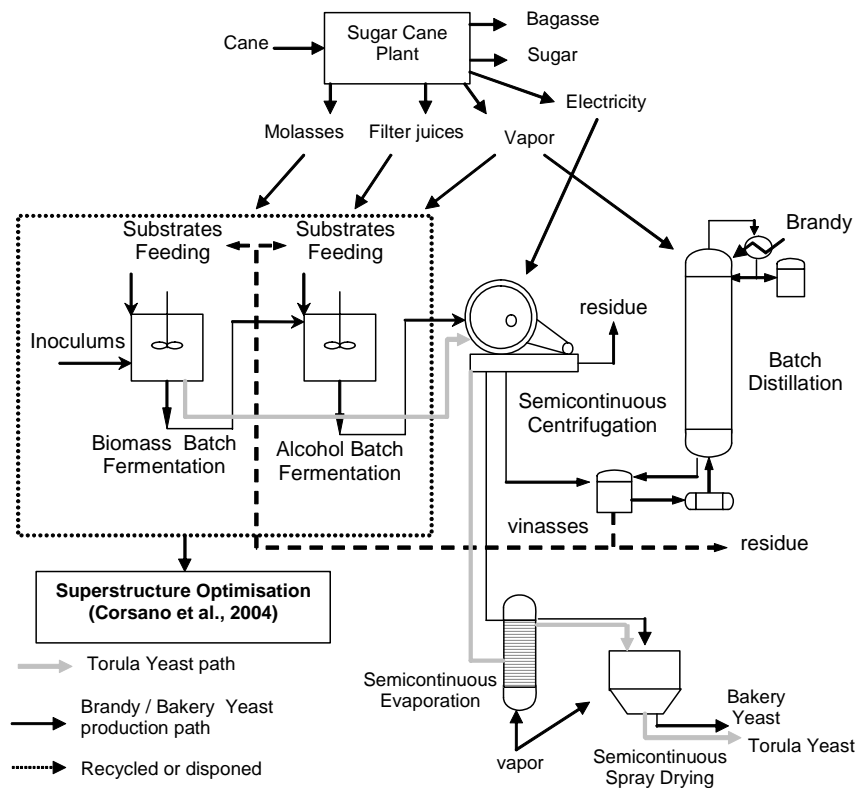 Cane
Sugar Cane
Plant
Bagasse
Sugar
Electricity
Molasses
Filter juices
Vapor
Substrates
Feeding
Substrates
Feeding
Brandy
Inoculums
residue
Batch
Distillation
Semicontinuous
Centrifugation
Biomass Batch
Fermentation
Alcohol Batch
Fermentation
vinasses
residue
Superstructure Optimisation
(Corsano et al., 2004)
Torula Yeast path
Brandy / Bakery Yeast
production path
Recycled or disponed
Semicontinuous
Evaporation
vapor
Bakery
Yeast
Torula Yeast
Semicontinuous
Spray Drying